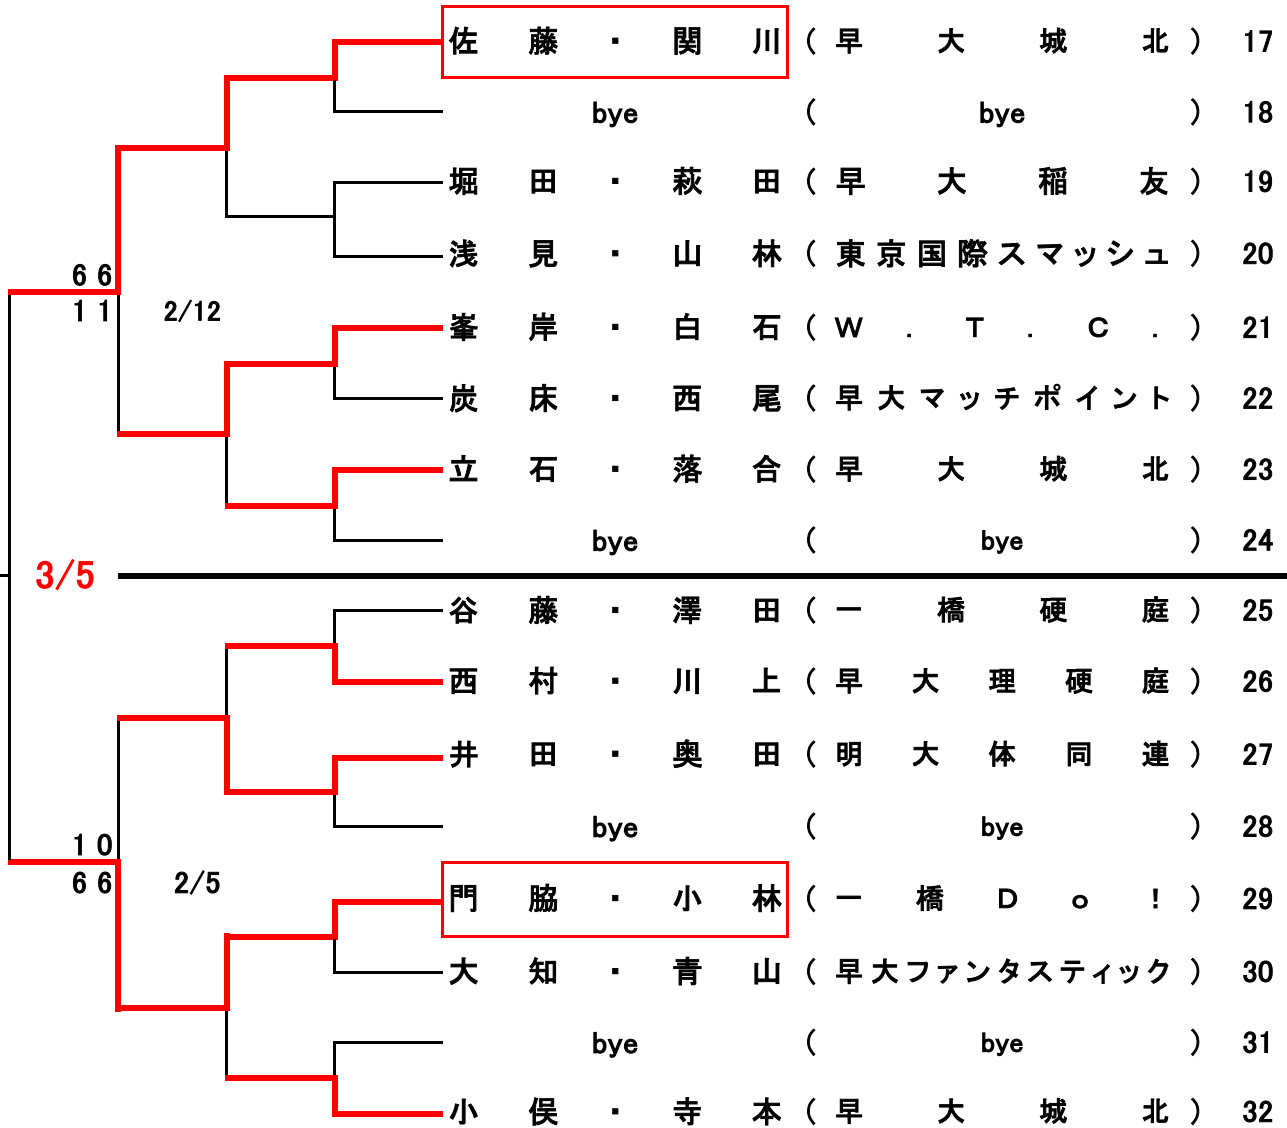 佐藤・関川(早大城北) 17
bye ( bye ) 18
堀田・萩田(早大稲友) 19
浅見・山林(東京国際スマッシュ) 20
6 6
1 1
2/12
峯岸・白石(W.T.C.) 21
炭床・西尾(早大マッチポイント) 22
立石・落合(早大城北) 23
bye ( bye ) 24
3/5
谷藤・澤田(一橋硬庭) 25
西村・川上(早大理硬庭) 26
井田・奥田(明大体同連) 27
bye ( bye ) 28
1 0
6 6
2/5
門脇・小林(一橋Do!) 29
大知・青山(早大ファンタスティック) 30
bye ( bye ) 31
小俣・寺本(早大城北) 32